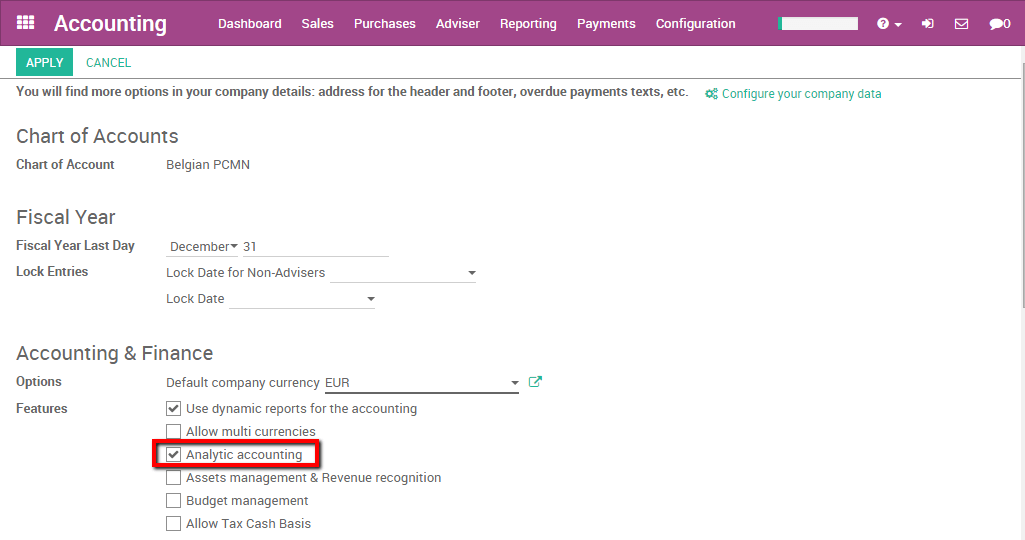 Accounting Dashboard Sales Purchases Adviser Reporting Payments Configuration ? 0
APPLY CANCEL
You will find more options in your company details: address for the header and footer, overdue payments texts, etc. Configure your company data
Chart of Accounts
Chart of Account Belgian PCMN
Fiscal Year
Fiscal Year Last Day December 31
Lock Entries Lock Date for Non-Advisers
Lock Date
Accounting & Finance
Options Default company currency EUR
Features Use dynamic reports for the accounting
Allow multi currencies
Analytic accounting
Assets management & Revenue recognition
Budget management
Allow Tax Cash Basis